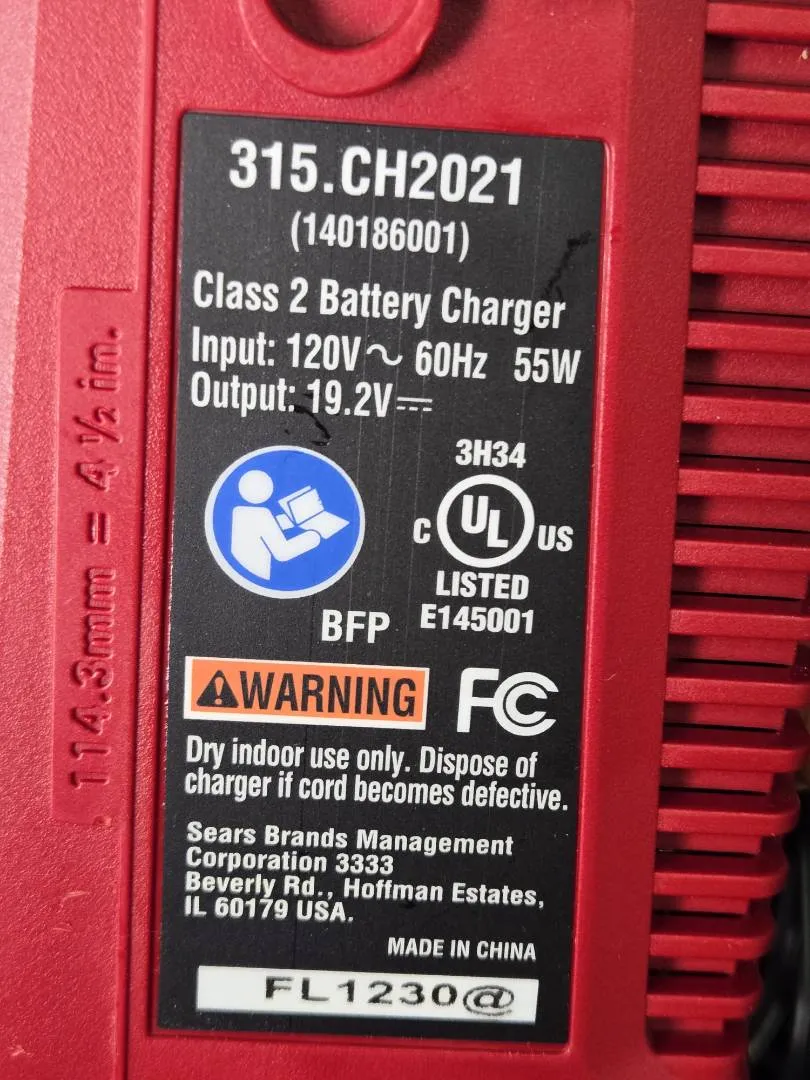 315.CH2021
(140186001)
Class 2 Battery Charger
Input: 120V ~ 60Hz 55W
Output: 19.2V⎓
3H34
C UL US
LISTED
E145001
BFP
⚠WARNING FC
Dry indoor use only. Dispose of
charger if cord becomes defective.
Sears Brands Management
Corporation 3333
Beverly Rd., Hoffman Estates,
IL 60179 USA.
MADE IN CHINA
FL1230@
114.3mm = 4 ½ in.